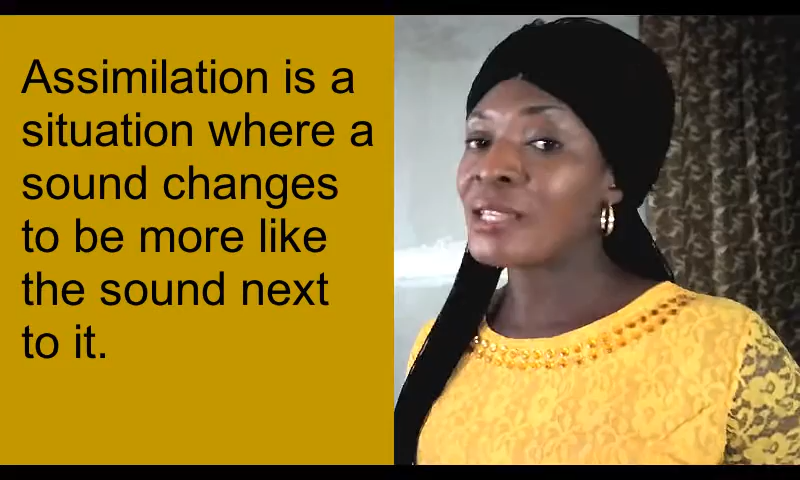 Assimilation is a
situation where a
sound changes
to be more like
the sound next
to it.